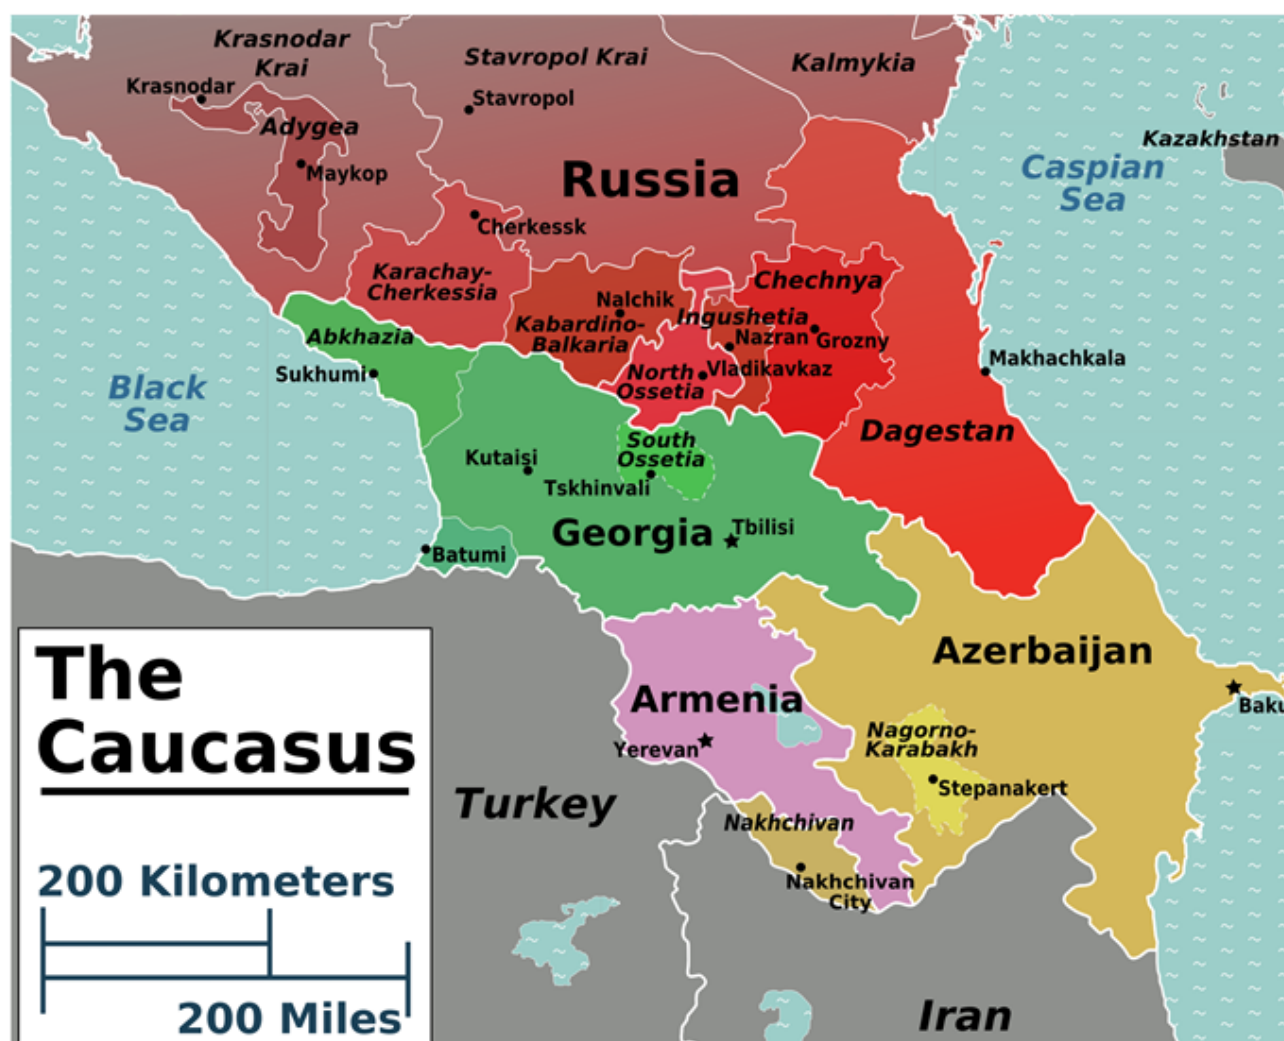 Krasnodar
Krai
Stavropol Krai
Kalmykia
Krasnodar
Stavropol
Adygea
Maykop
Kazakhstan
Caspian
Sea
Russia
Cherkessk
Karachay-
Cherkessia
Chechnya
Nalchik
Ingushetia
Kabardino-
Balkaria
Nazran
Grozny
Abkhazia
Makhachkala
Sukhumi
Vladikavkaz
North
Ossetia
Black
Sea
Dagestan
South
Ossetia
Kutaisi
Tskhinvali
Georgia
Tbilisi
Batumi
Azerbaijan
The
Caucasus
Armenia
Baku
Nagorno-
Karabakh
Yerevan
Stepanakert
Turkey
Nakhchivan
Nakhchivan
City
200 Kilometers
200 Miles
Iran